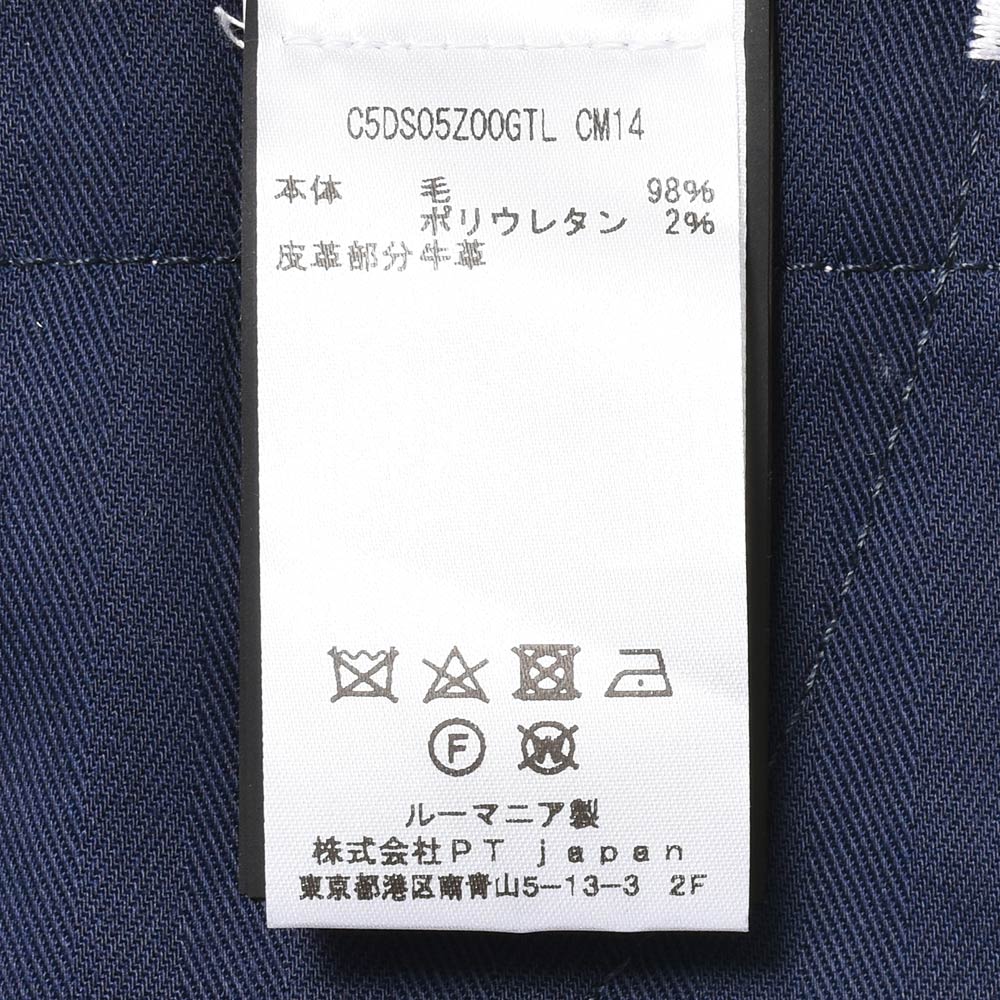 C5DS05Z00GTL CM14
本体 毛 98%
ポリウレタン 2%
皮革部分牛革
F W
ルーマニア製
株式会社PT japan
東京都港区南青山5-13-3 2F